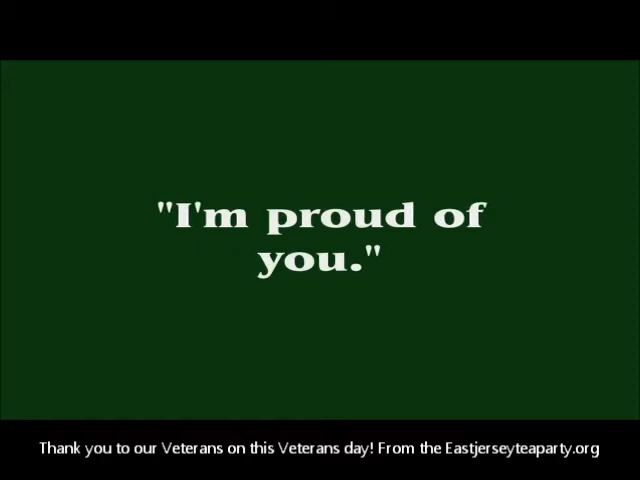 "I'm proud of
you."
Thank you to our Veterans on this Veterans day! From the Eastjerseyteaparty.org